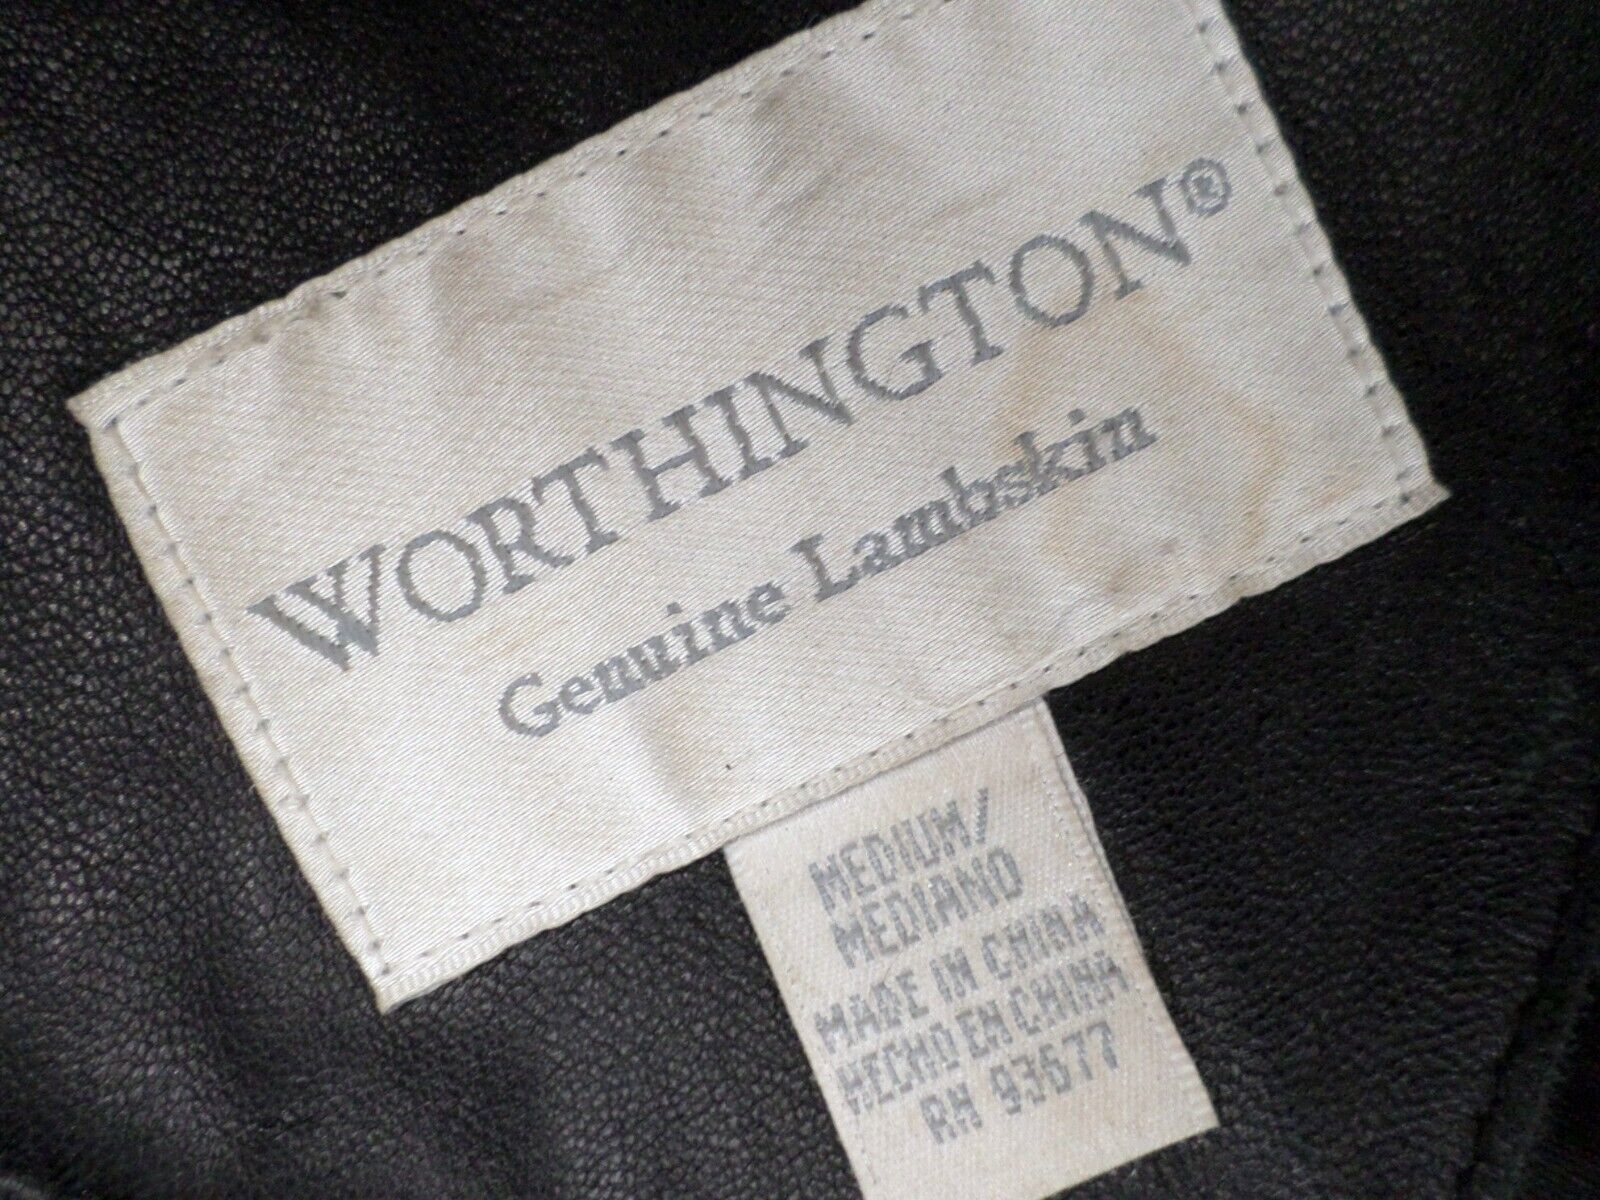 WORTHINGTON®
Genuine Lambskin
MEDIUM/
MEDIANO
MADE IN CHINA
HECHO EN CHINA
RN 93677